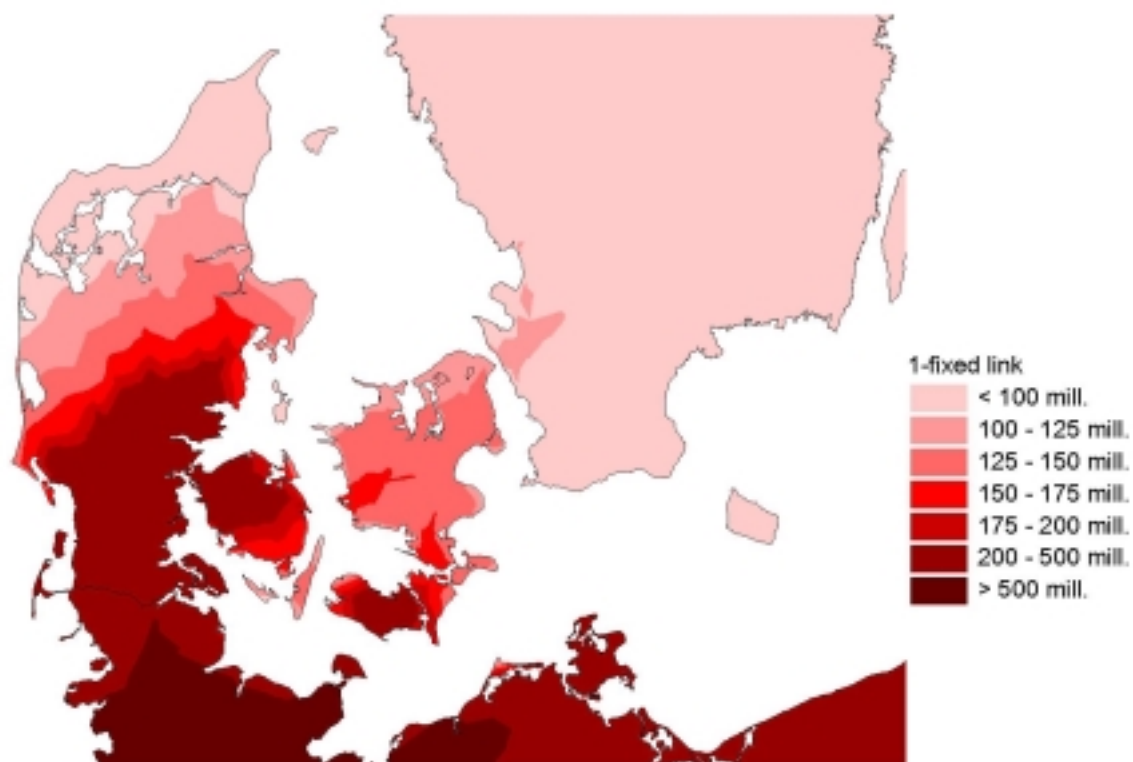 1-fixed link
< 100 mill.
100 - 125 mill.
125 - 150 mill.
150 - 175 mill.
175 - 200 mill.
200 - 500 mill.
> 500 mill.